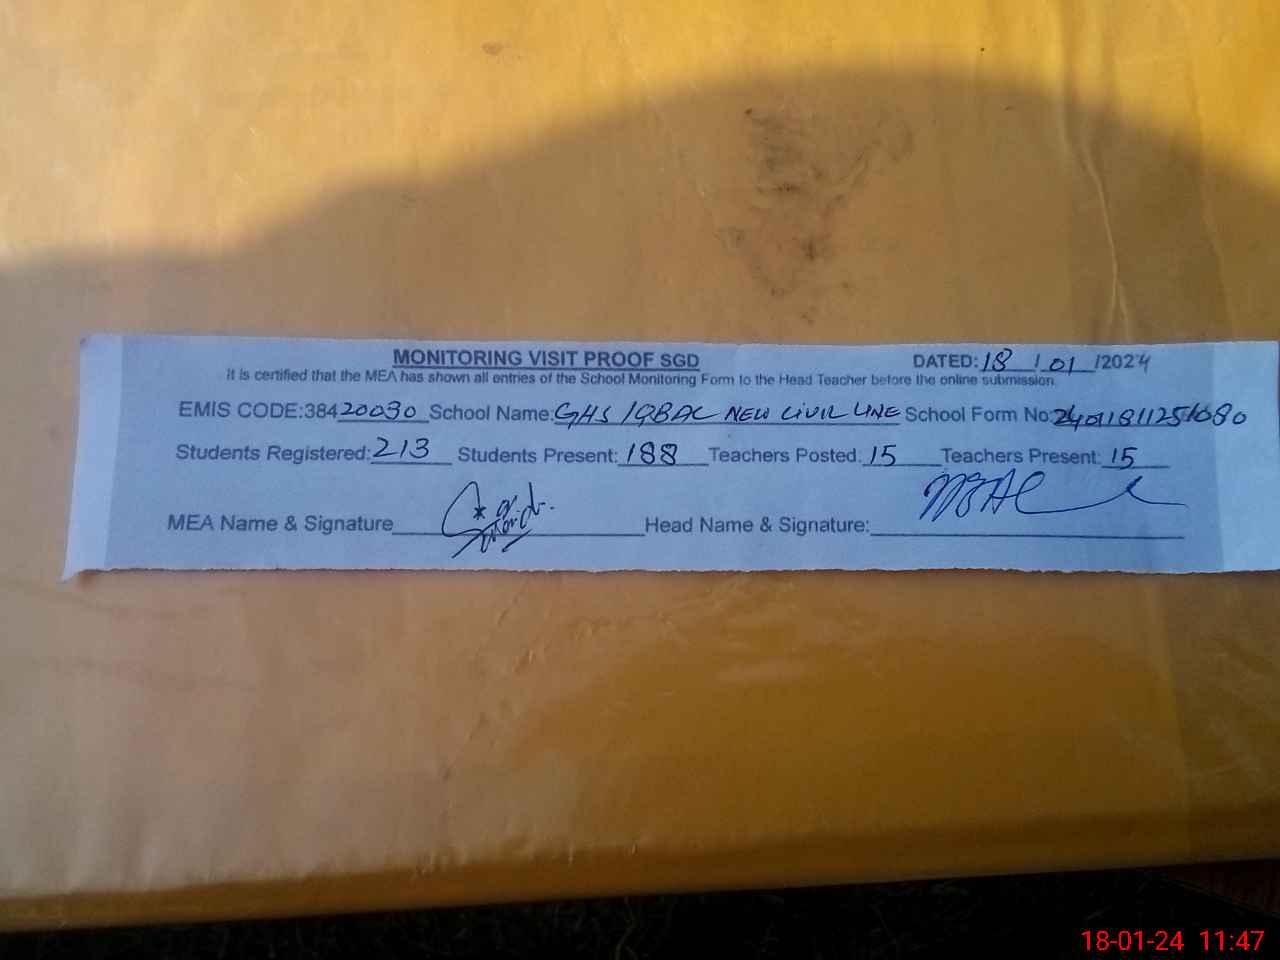 MONITORING VISIT PROOF SGD DATED: 18/01/2024
It is certified that the MEA has shown all entries of the School Monitoring Form to the Head Teacher before the online submission.
EMIS CODE:38420030 School Name: GHS IQBAL NEW CIVIL LINE School Form No: 24011811251680
Students Registered: 213 Students Present: 188 Teachers Posted: 15 Teachers Present: 15
MEA Name & Signature Head Name & Signature:
18-01-24 11:47